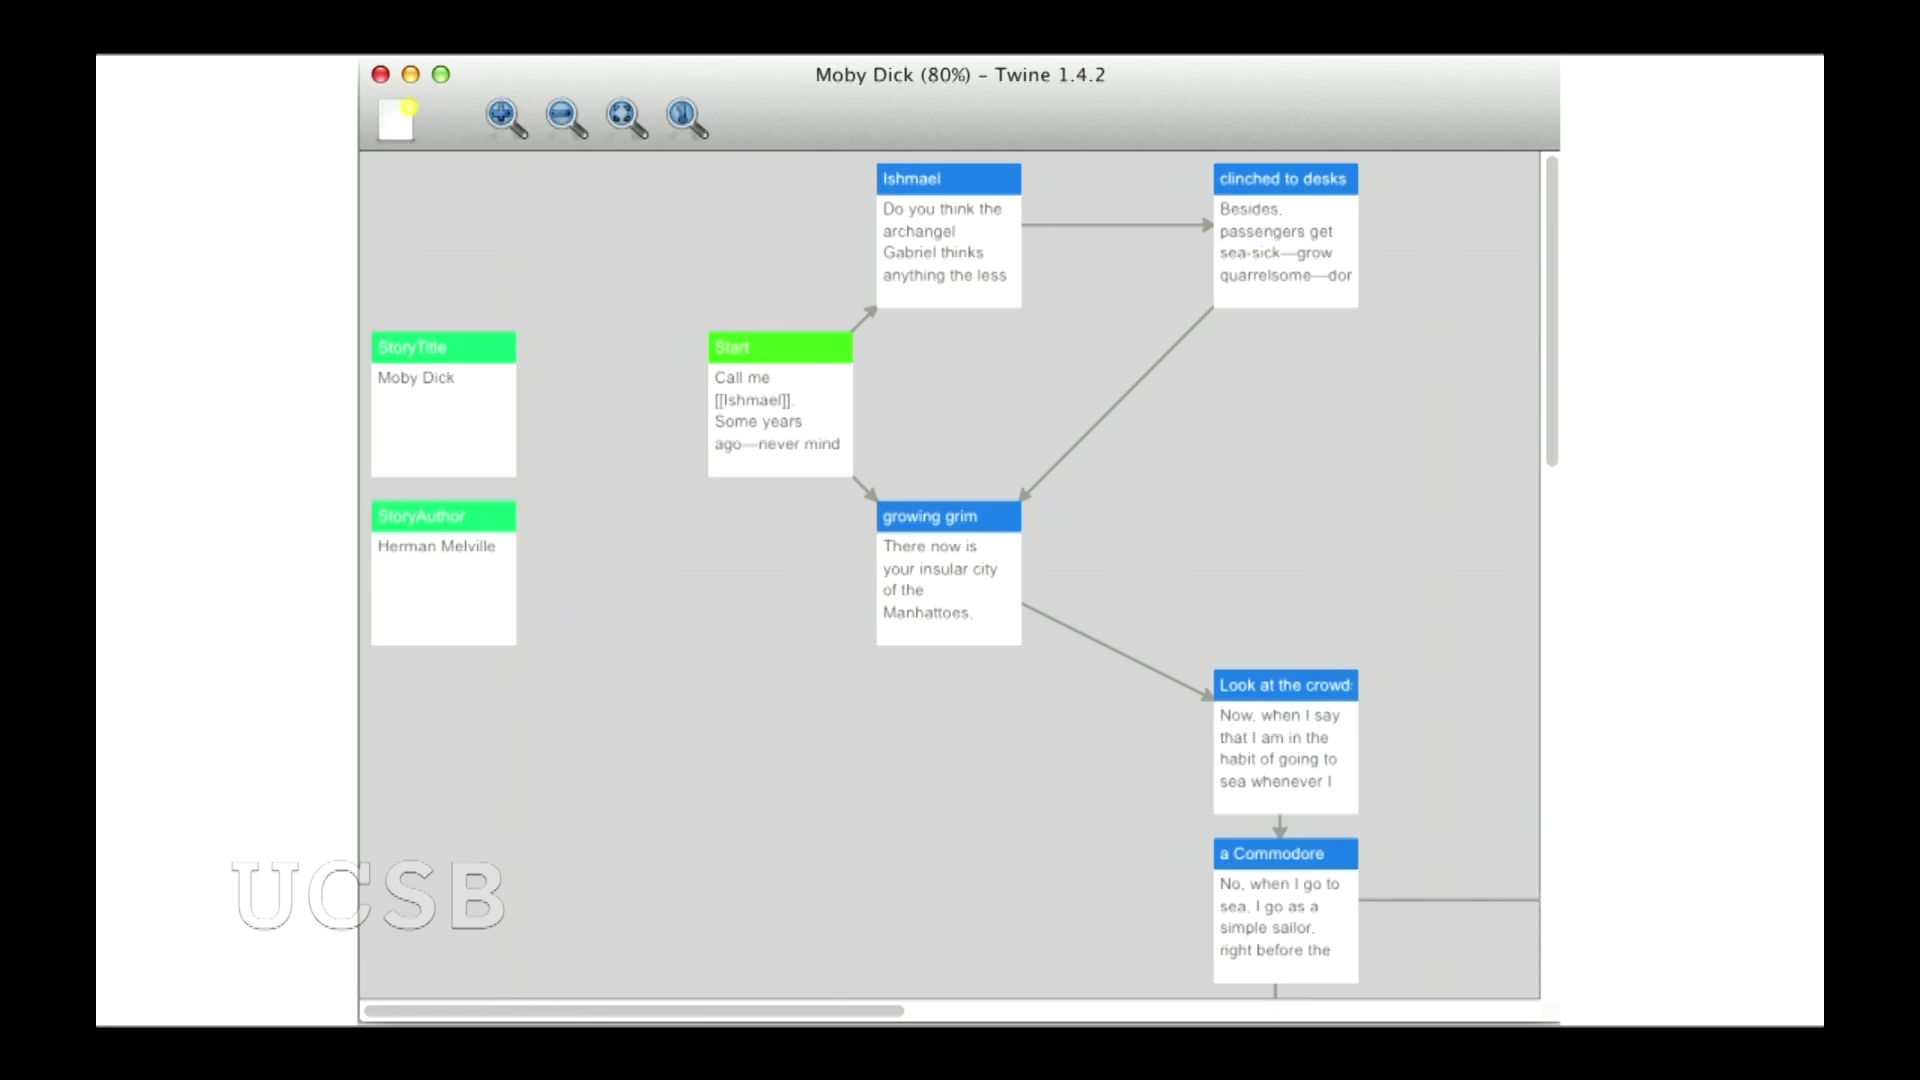 Moby Dick (80%) – Twine 1.4.2
Ishmael
Do you think the
archangel
Gabriel thinks
anything the less
clinched to desks
Besides,
passengers get
sea-sick—grow
quarrelsome—dor
StoryTitle
Moby Dick
Start
Call me
[[Ishmael]].
Some years
ago—never mind
StoryAuthor
Herman Melville
growing grim
There now is
your insular city
of the
Manhattoes,
Look at the crowds
Now, when I say
that I am in the
habit of going to
sea whenever I
a Commodore
No, when I go to
sea, I go as a
simple sailor,
right before the
UCSB